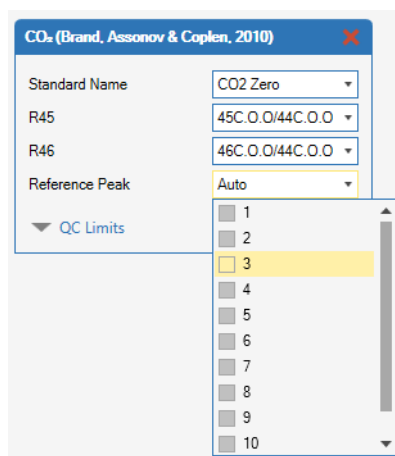 CO₂ (Brand, Assonov & Coplen, 2010)
Standard Name CO2 Zero
R45 45C.O.O/44C.O.O
R46 46C.O.O/44C.O.O
Reference Peak Auto
QC Limits
1
2
3
4
5
6
7
8
9
10